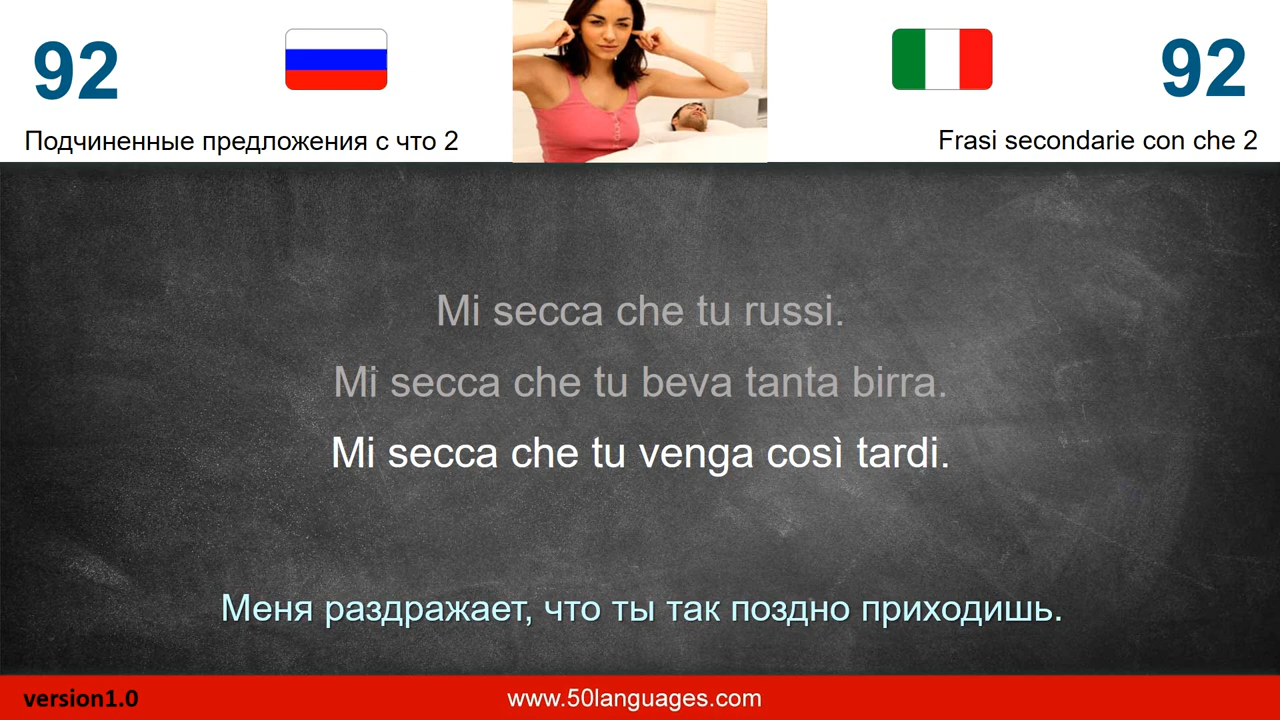 92
92
Подчиненные предложения с что 2
Frasi secondarie con che 2
Mi secca che tu russi.
Mi secca che tu beva tanta birra.
Mi secca che tu venga così tardi.
Меня раздражает, что ты так поздно приходишь.
version1.0
www.50languages.com